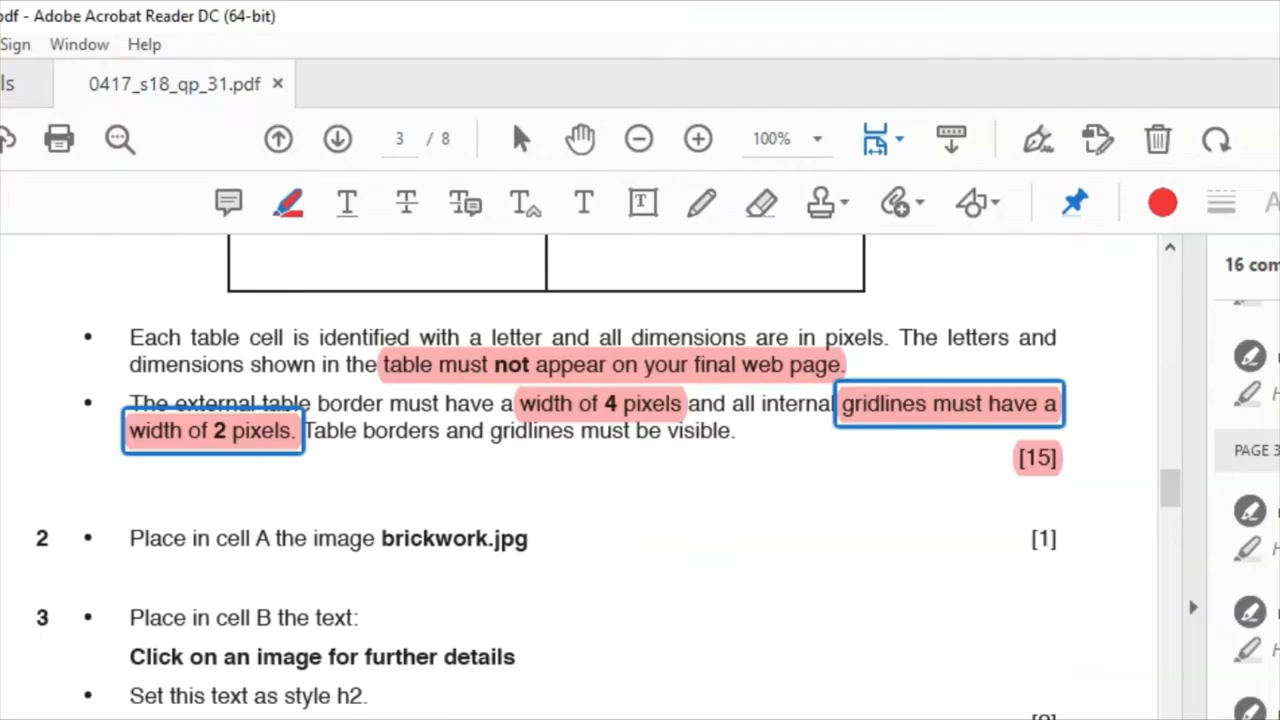 pdf - Adobe Acrobat Reader DC (64-bit)
Sign Window Help
ls 0417_s18_qp_31.pdf ×
3 / 8 100%
16 com
• Each table cell is identified with a letter and all dimensions are in pixels. The letters and
dimensions shown in the table must not appear on your final web page.
• The external table border must have a width of 4 pixels and all internal gridlines must have a
width of 2 pixels. Table borders and gridlines must be visible.
[15]
PAGE 3
2 • Place in cell A the image brickwork.jpg [1]
3 • Place in cell B the text:
Click on an image for further details
• Set this text as style h2.